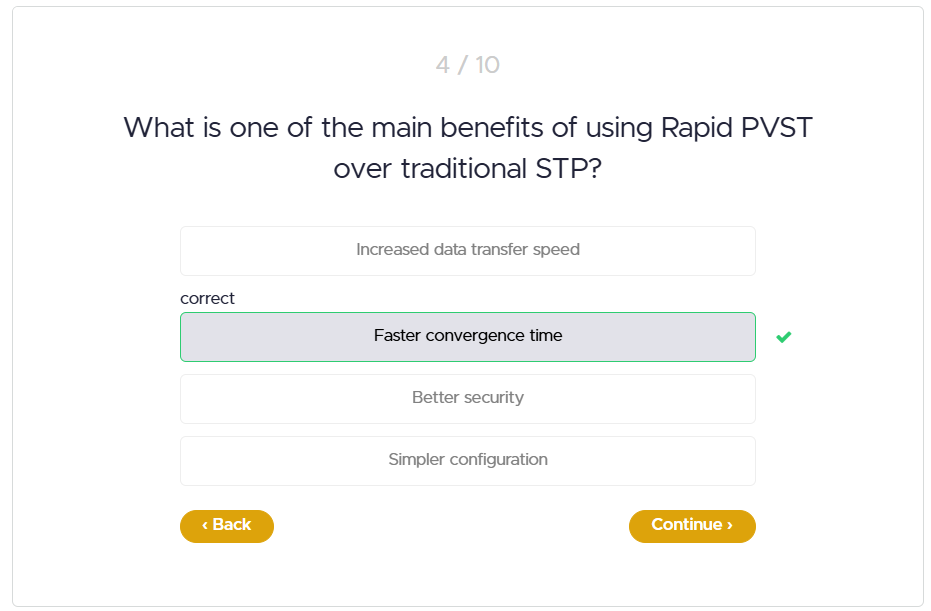 4 / 10
What is one of the main benefits of using Rapid PVST
over traditional STP?
Increased data transfer speed
correct
Faster convergence time
Better security
Simpler configuration
‹ Back
Continue ›